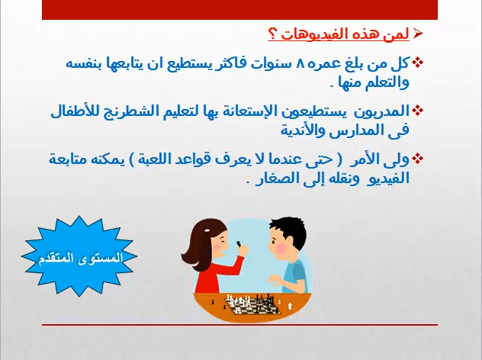 لمن هذه الفيديوهات ؟
كل من بلغ عمره ٨ سنوات فاكثر يستطيع ان يتابعها بنفسه
والتعلم منها .
المدربون يستطيعون الإستعانة بها لتعليم الشطرنج للأطفال
فى المدارس والأندية
ولى الأمر ( حتى عندما لا يعرف قواعد اللعبة ) يمكنه متابعة
الفيديو ونقله إلى الصغار .
المستوى المتقدم